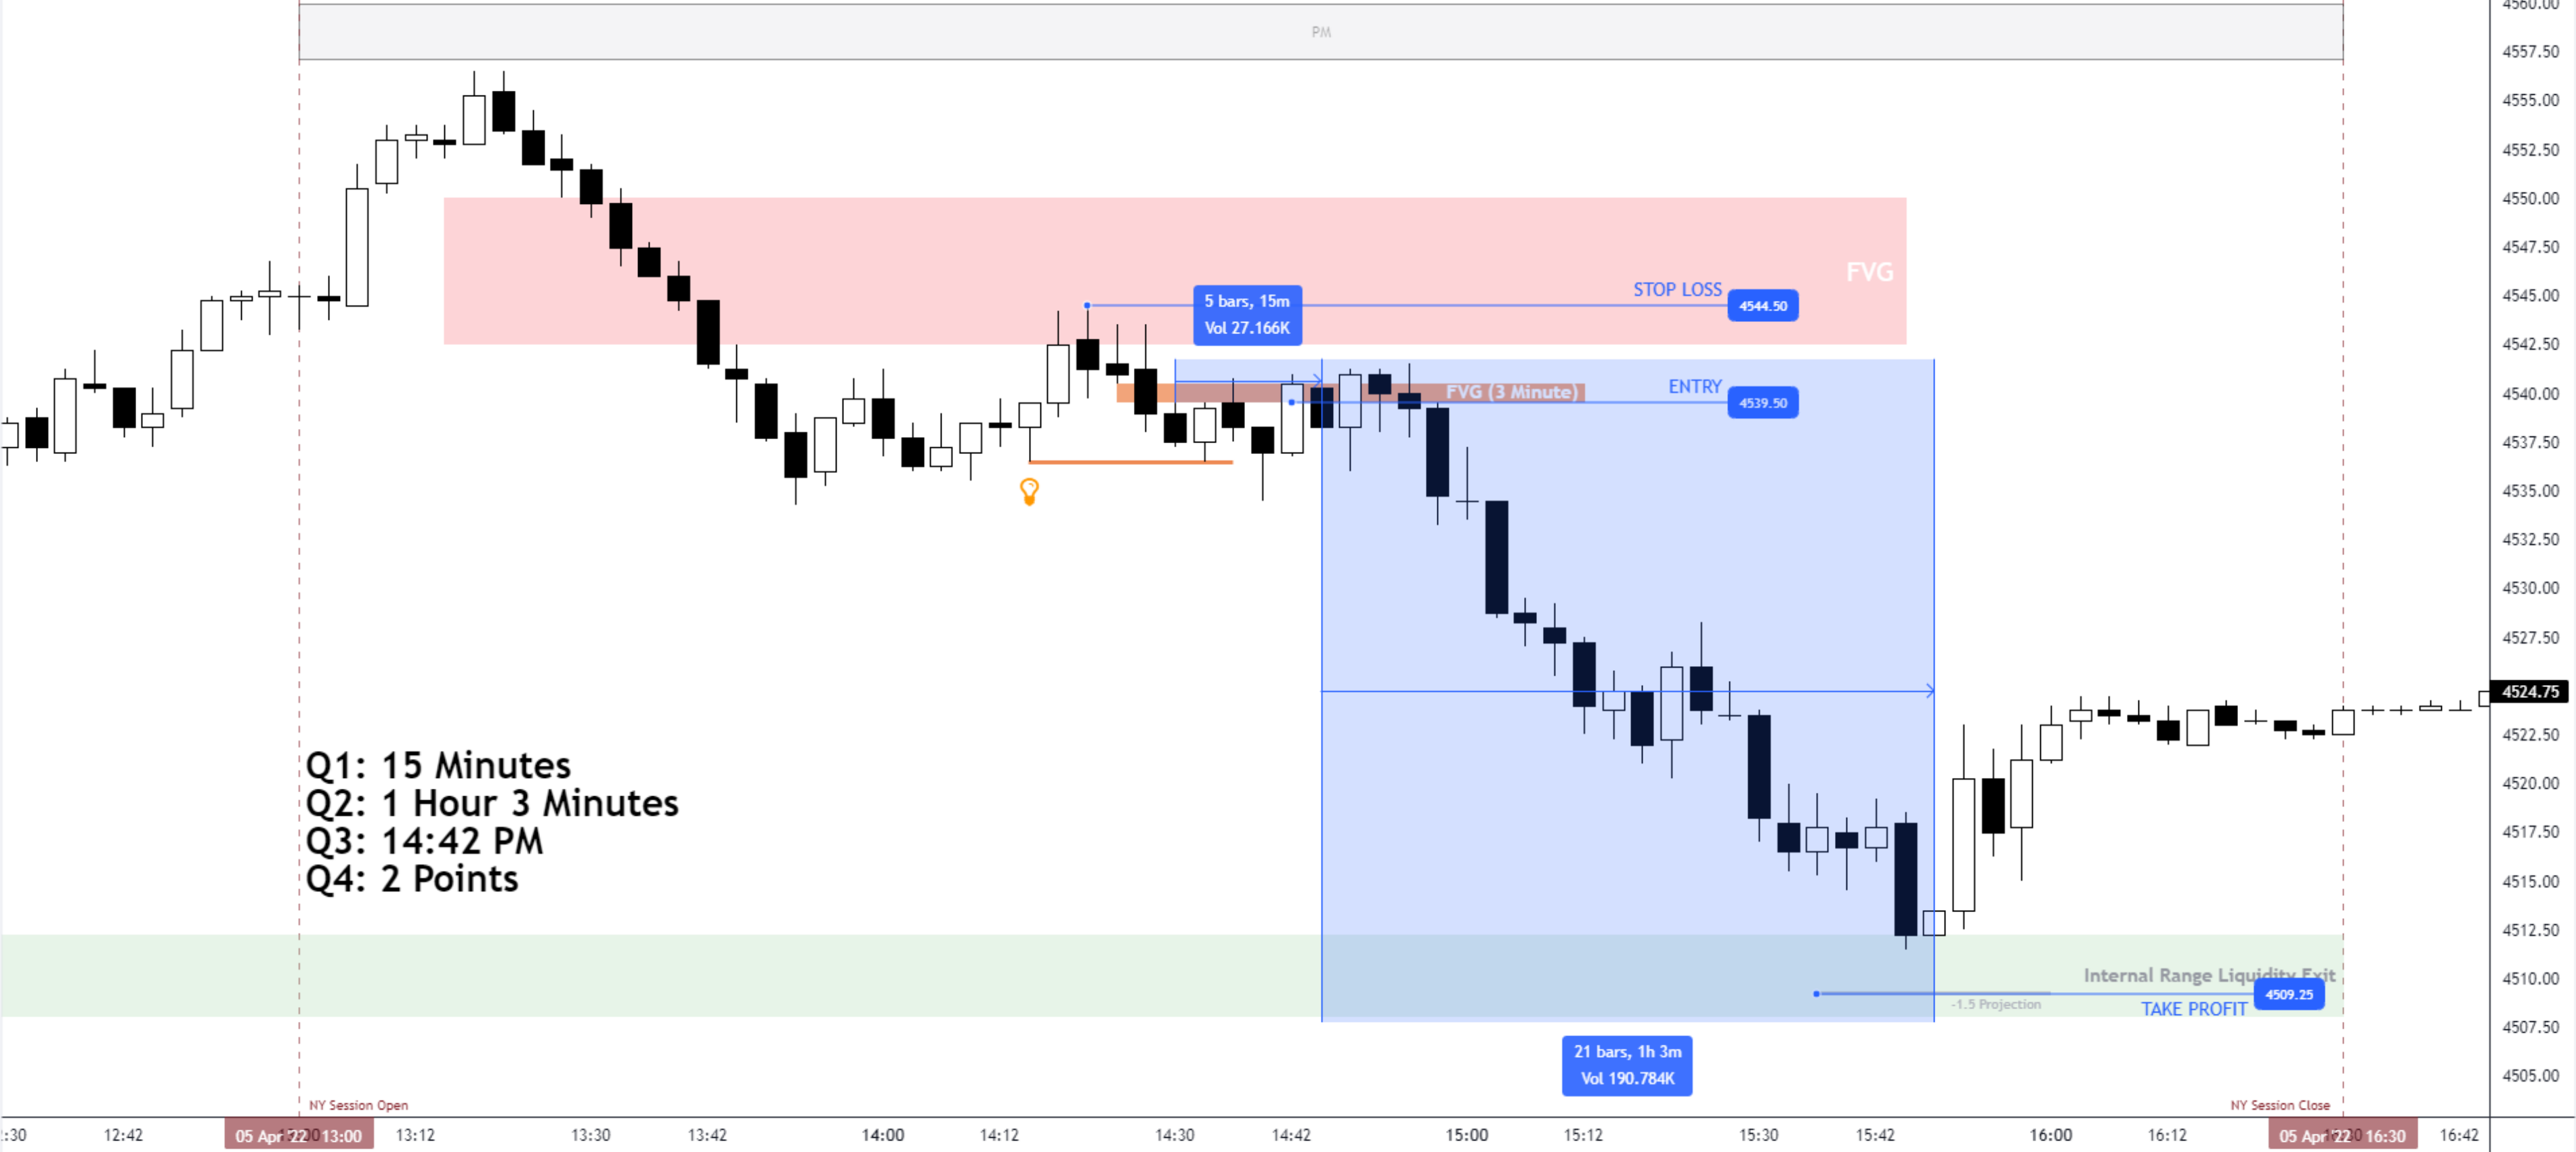 PM
4560.00
4557.50
4555.00
4552.50
4550.00
4547.50
FVG
STOP LOSS
5 bars, 15m
Vol 27.166K
4544.50
4545.00
4542.50
FVG (3 Minute)
ENTRY
4539.50
4540.00
4537.50
4535.00
4532.50
4530.00
4527.50
4524.75
4522.50
Q1: 15 Minutes
Q2: 1 Hour 3 Minutes
Q3: 14:42 PM
Q4: 2 Points
4520.00
4517.50
4515.00
4512.50
Internal Range Liquidity Exit
4510.00
4509.25
-1.5 Projection
TAKE PROFIT
4507.50
21 bars, 1h 3m
Vol 190.784K
4505.00
NY Session Open
NY Session Close
:30
12:42
05 Apr '22 13:00
13:12
13:30
13:42
14:00
14:12
14:30
14:42
15:00
15:12
15:30
15:42
16:00
16:12
05 Apr '22 16:30
16:42